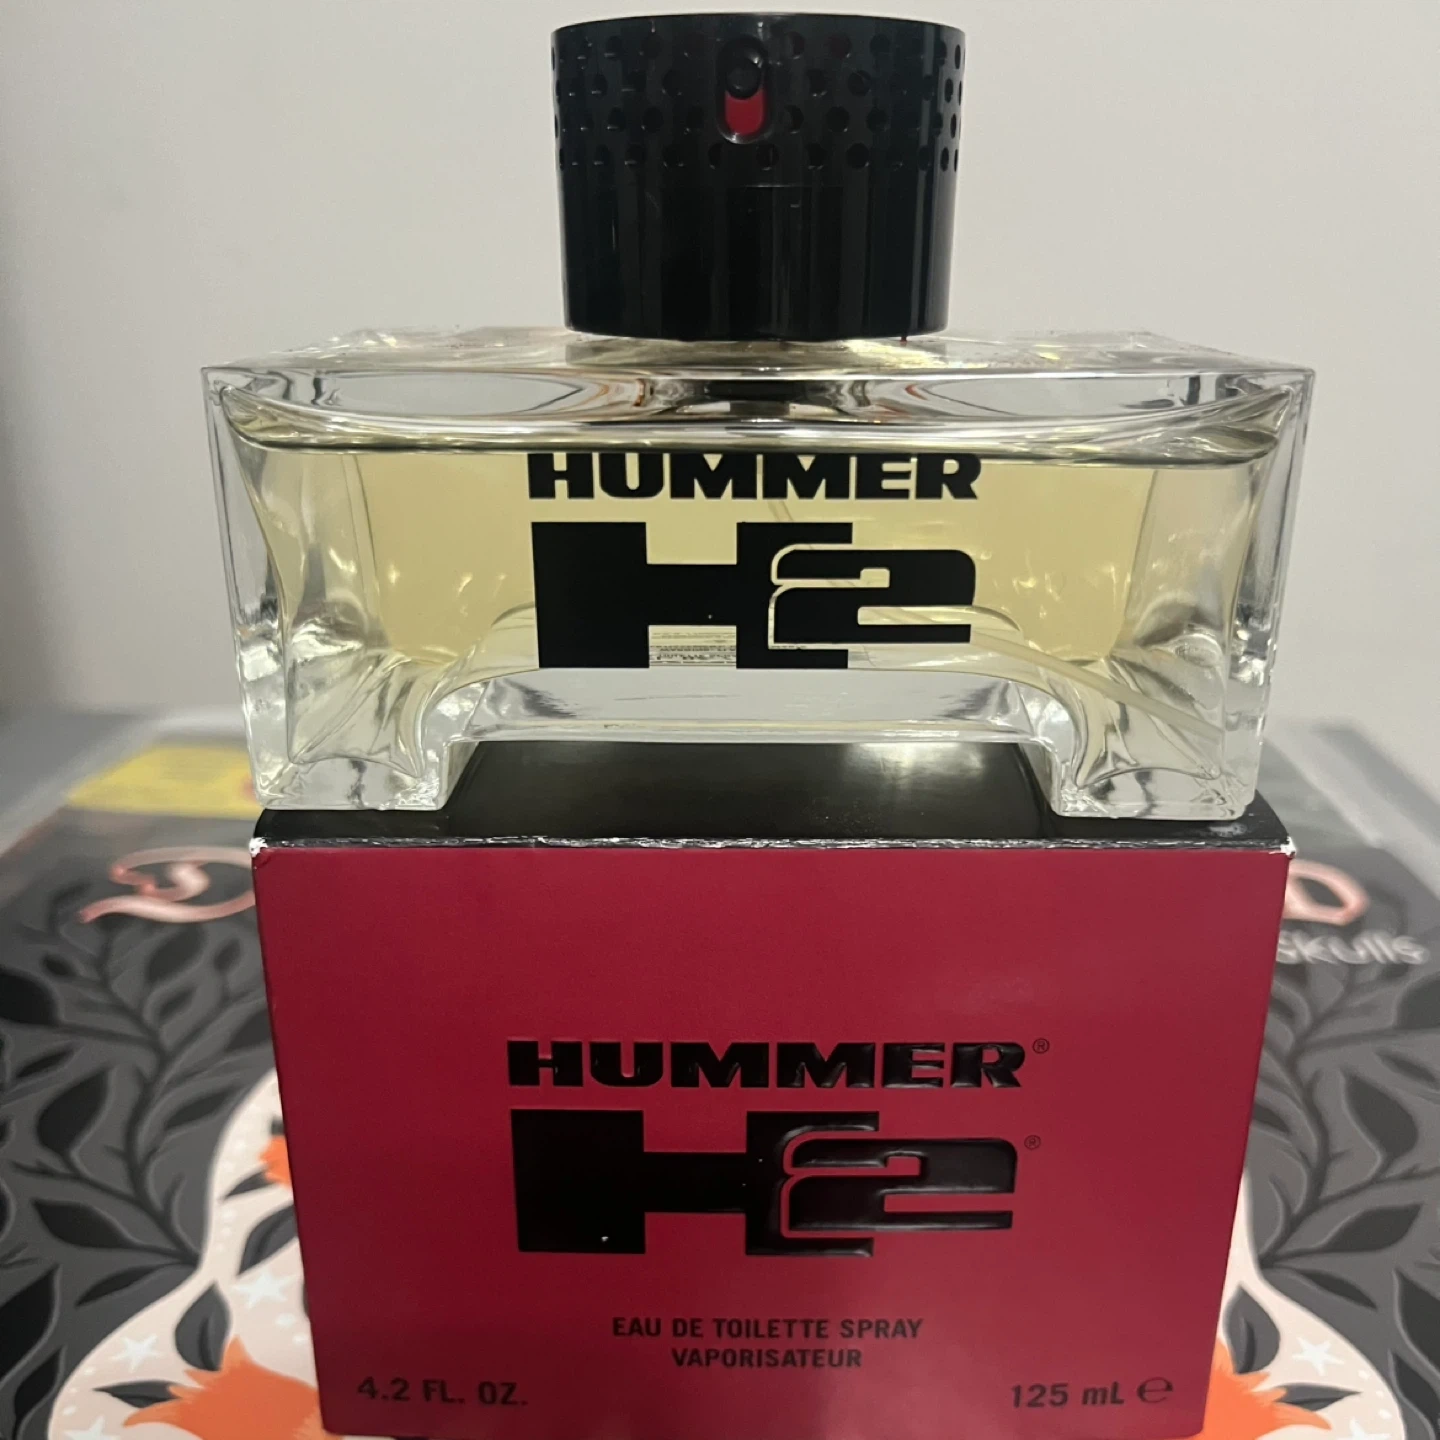 HUMMER
H2
HUMMER®
H2®
EAU DE TOILETTE SPRAY
VAPORISATEUR
4.2 FL. OZ.
125 mL ℮